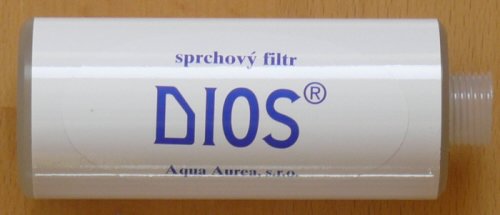 sprchový filtr
DIOS®
Aqua Aurea, s.r.o.